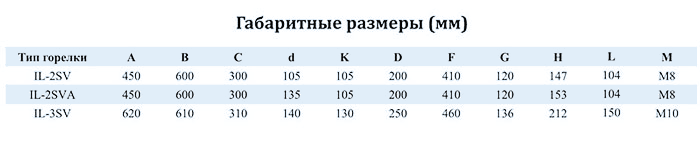 Габаритные размеры (мм)
Тип горелки A B C d K D F G H L M
IL-2SV 450 600 300 105 105 200 410 120 147 104 M8
IL-2SVA 450 600 300 135 105 200 410 120 153 104 M8
IL-3SV 620 610 310 140 130 250 460 136 212 150 M10